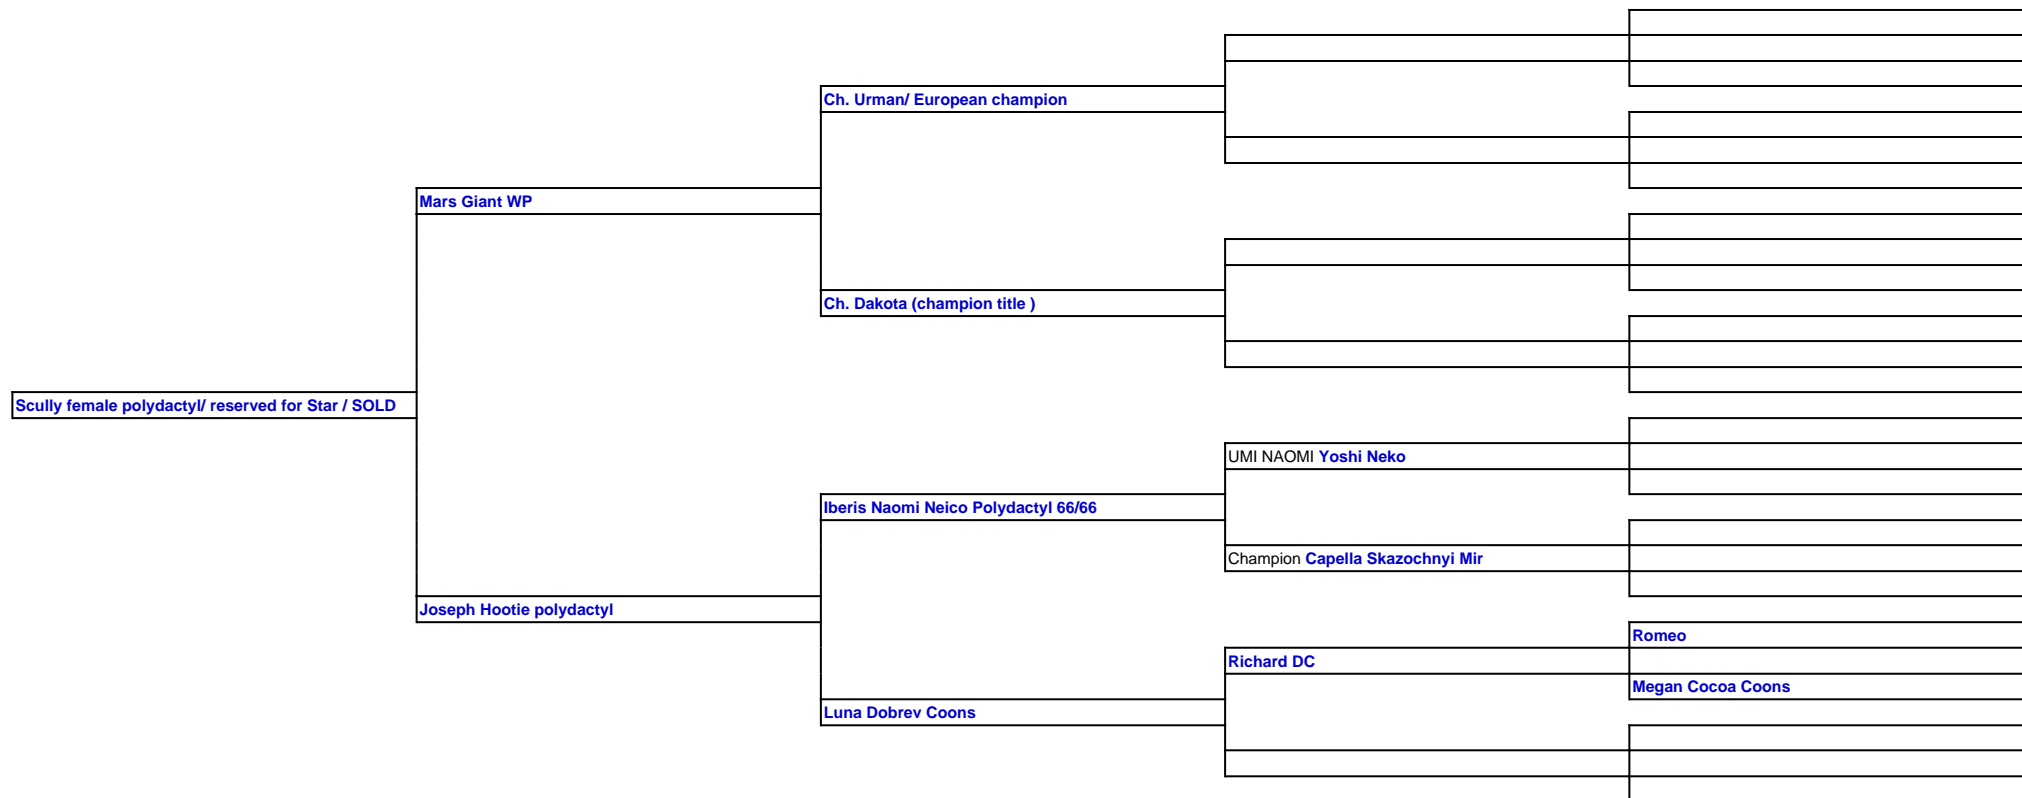 Scully female polydactyl/ reserved for Star / SOLD
Mars Giant WP
Joseph Hootie polydactyl
Ch. Urman/ European champion
Ch. Dakota (champion title )
Iberis Naomi Neico Polydactyl 66/66
Luna Dobrev Coons
UMI NAOMI Yoshi Neko
Champion Capella Skazochnyi Mir
Richard DC
Romeo
Megan Cocoa Coons